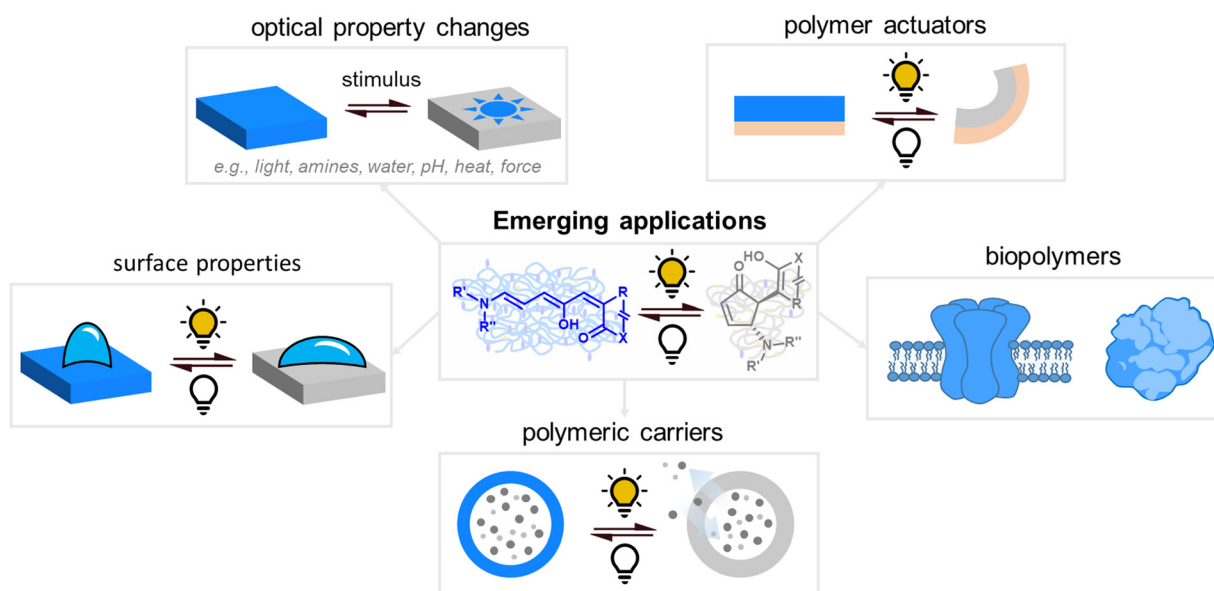 optical property changes
stimulus
e.g., light, amines, water, pH, heat, force
polymer actuators
Emerging applications
R'
N
R"
OH
R
O
X
HO
X
O
R
N
R"
R'
surface properties
biopolymers
polymeric carriers